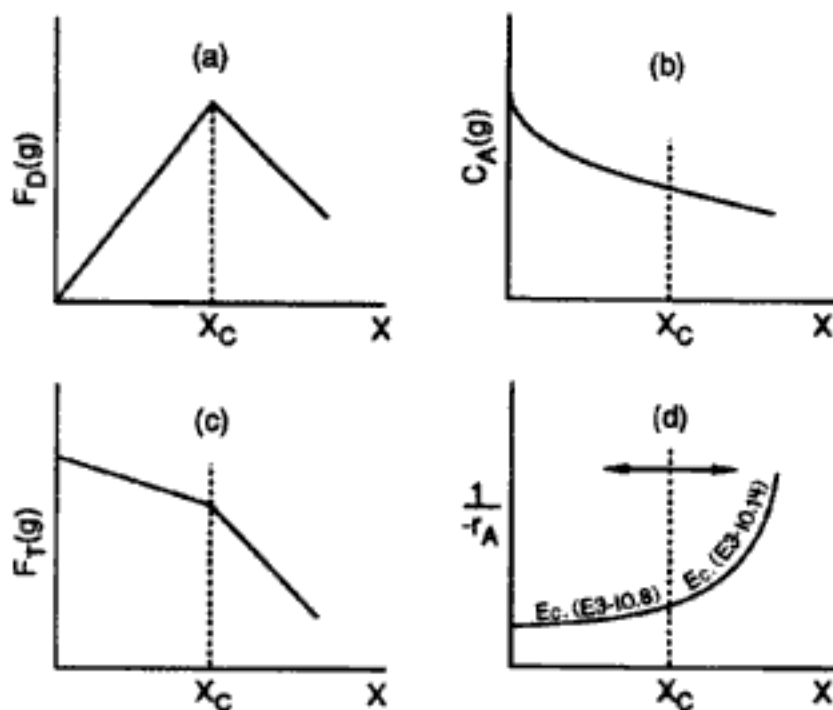 (a)
F_D(g)
X_C
X
(b)
C_A(g)
X_C
X
(c)
F_T(g)
X_C
X
(d)
1
-r_A
Ec. (E3-10.8)
Ec. (E3-10.14)
X_C
X